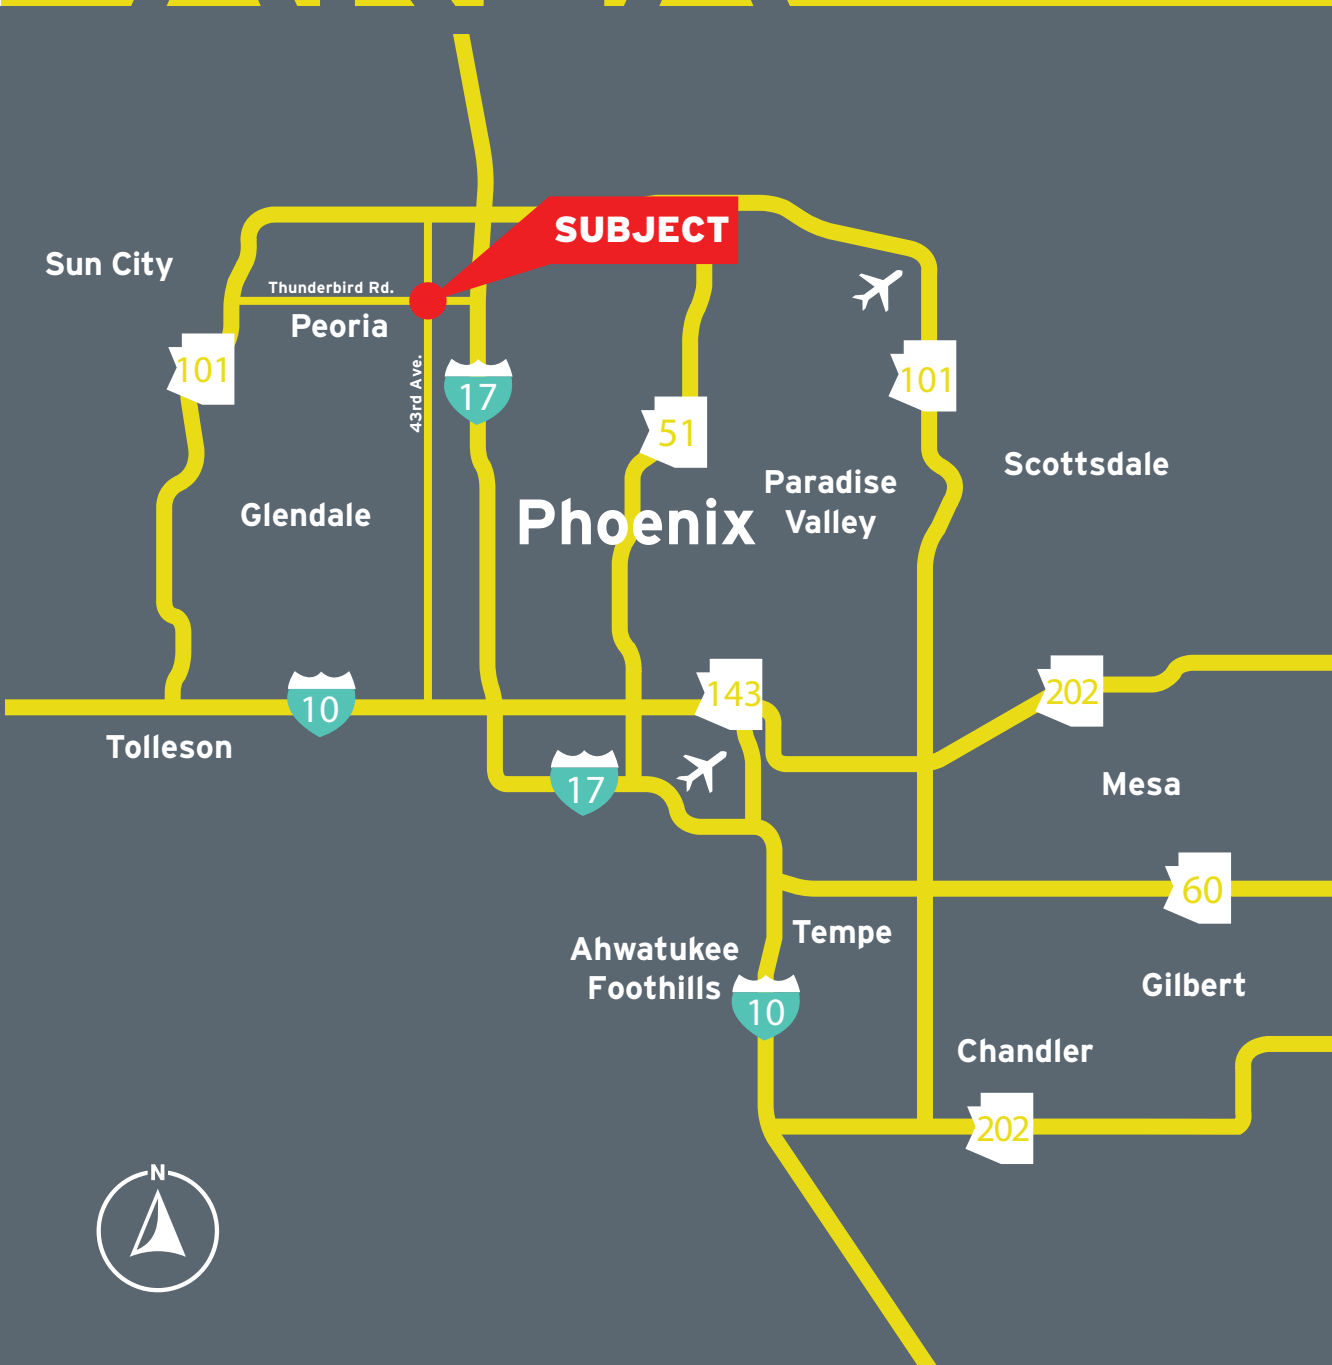 SUBJECT
Sun City
Thunderbird Rd.
Peoria
101
43rd Ave.
17
101
51
Scottsdale
Paradise
Valley
Glendale
Phoenix
143
202
10
Tolleson
17
Mesa
60
Tempe
Ahwatukee
Foothills
Gilbert
10
Chandler
202
N